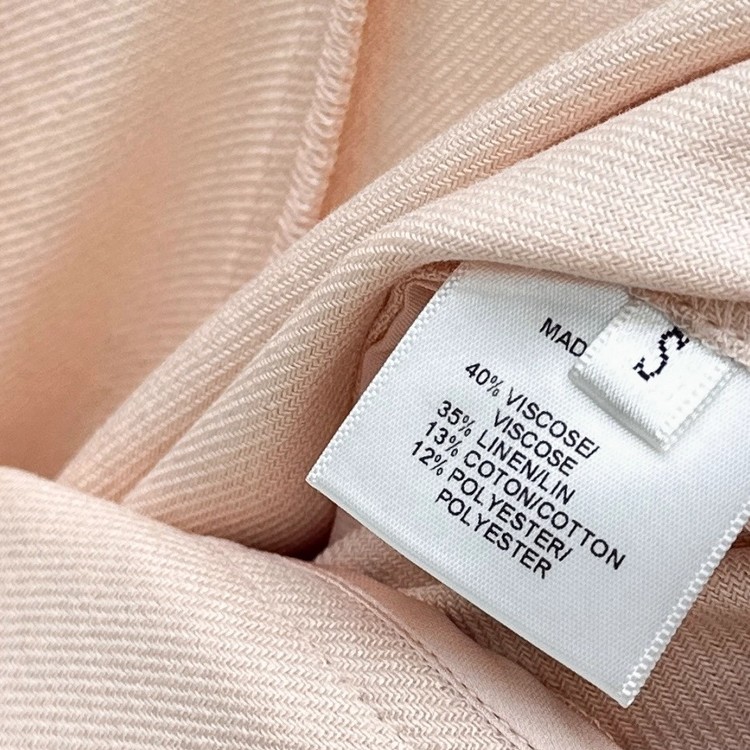 MAD
S
40% VISCOSE/
VISCOSE
35% LINEN/LIN
13% COTON/COTTON
12% POLYESTER/
POLYESTER